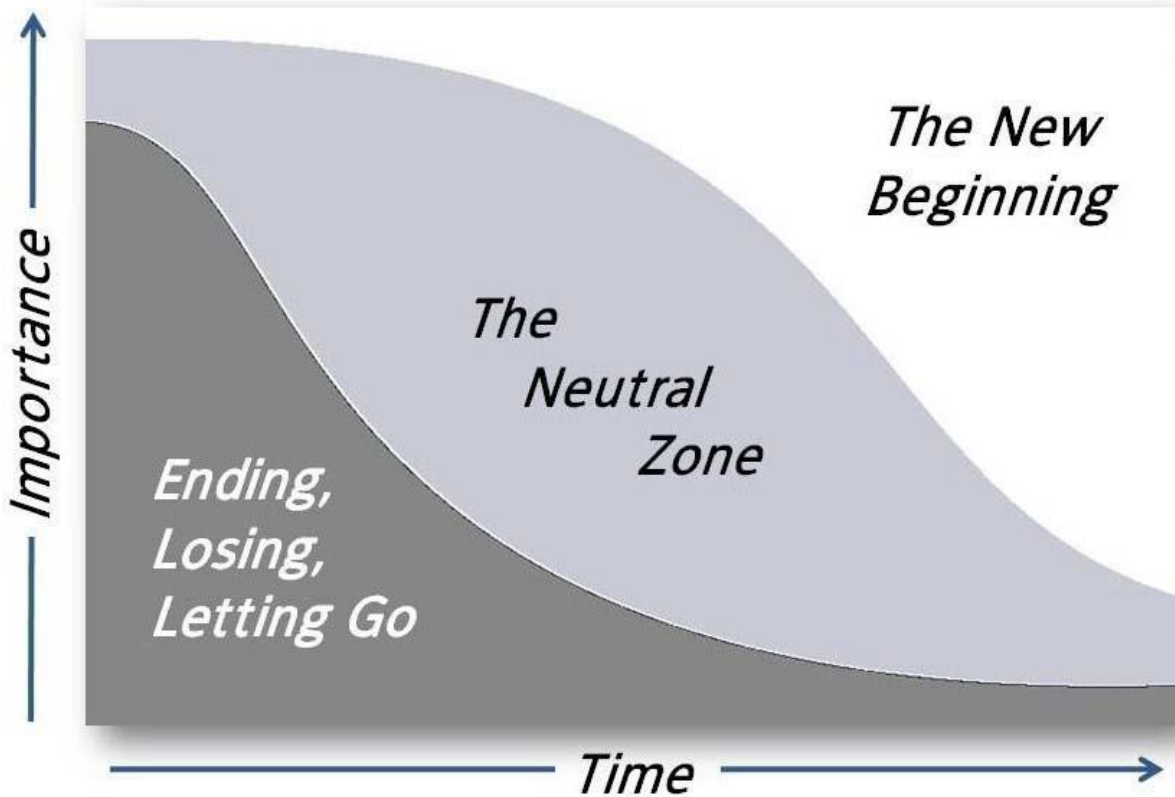 The New
Beginning
The
Neutral
Zone
Ending,
Losing,
Letting Go
Importance
Time